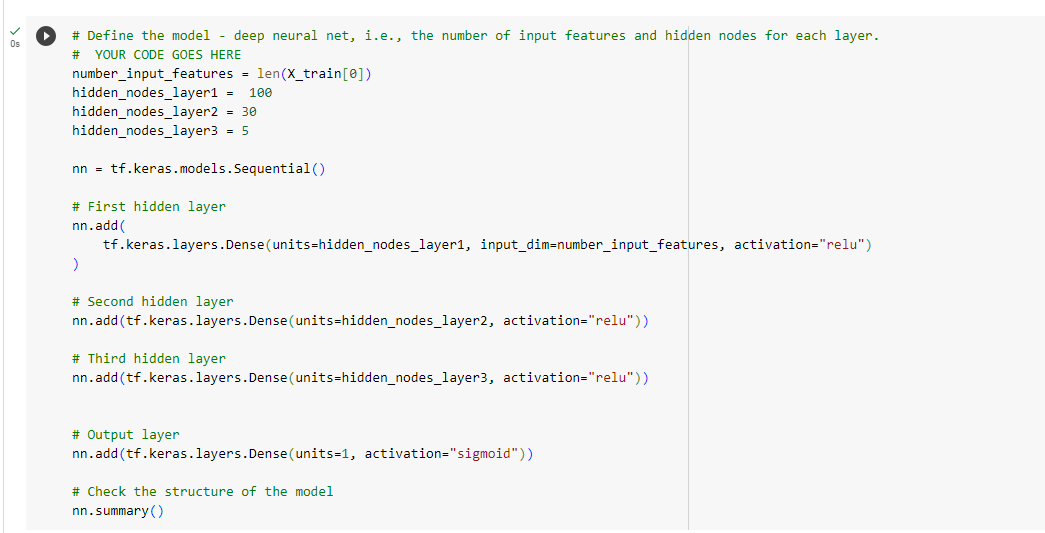 0s
# Define the model - deep neural net, i.e., the number of input features and hidden nodes for each layer.
#  YOUR CODE GOES HERE
number_input_features = len(X_train[0])
hidden_nodes_layer1 =  100
hidden_nodes_layer2 = 30
hidden_nodes_layer3 = 5
nn = tf.keras.models.Sequential()
# First hidden layer
nn.add(
    tf.keras.layers.Dense(units=hidden_nodes_layer1, input_dim=number_input_features, activation="relu")
)
# Second hidden layer
nn.add(tf.keras.layers.Dense(units=hidden_nodes_layer2, activation="relu"))
# Third hidden layer
nn.add(tf.keras.layers.Dense(units=hidden_nodes_layer3, activation="relu"))
# Output layer
nn.add(tf.keras.layers.Dense(units=1, activation="sigmoid"))
# Check the structure of the model
nn.summary()